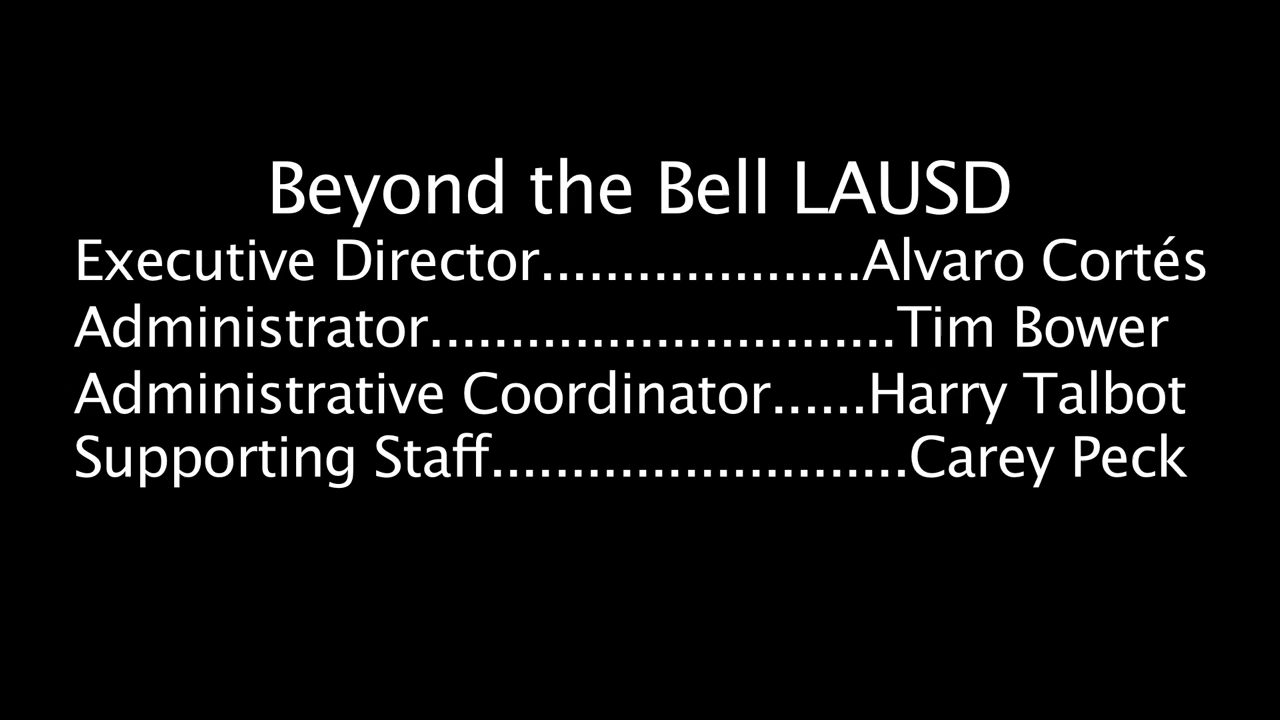 Beyond the Bell LAUSD
Executive Director....................Alvaro Cortés
Administrator.............................Tim Bower
Administrative Coordinator......Harry Talbot
Supporting Staff..........................Carey Peck